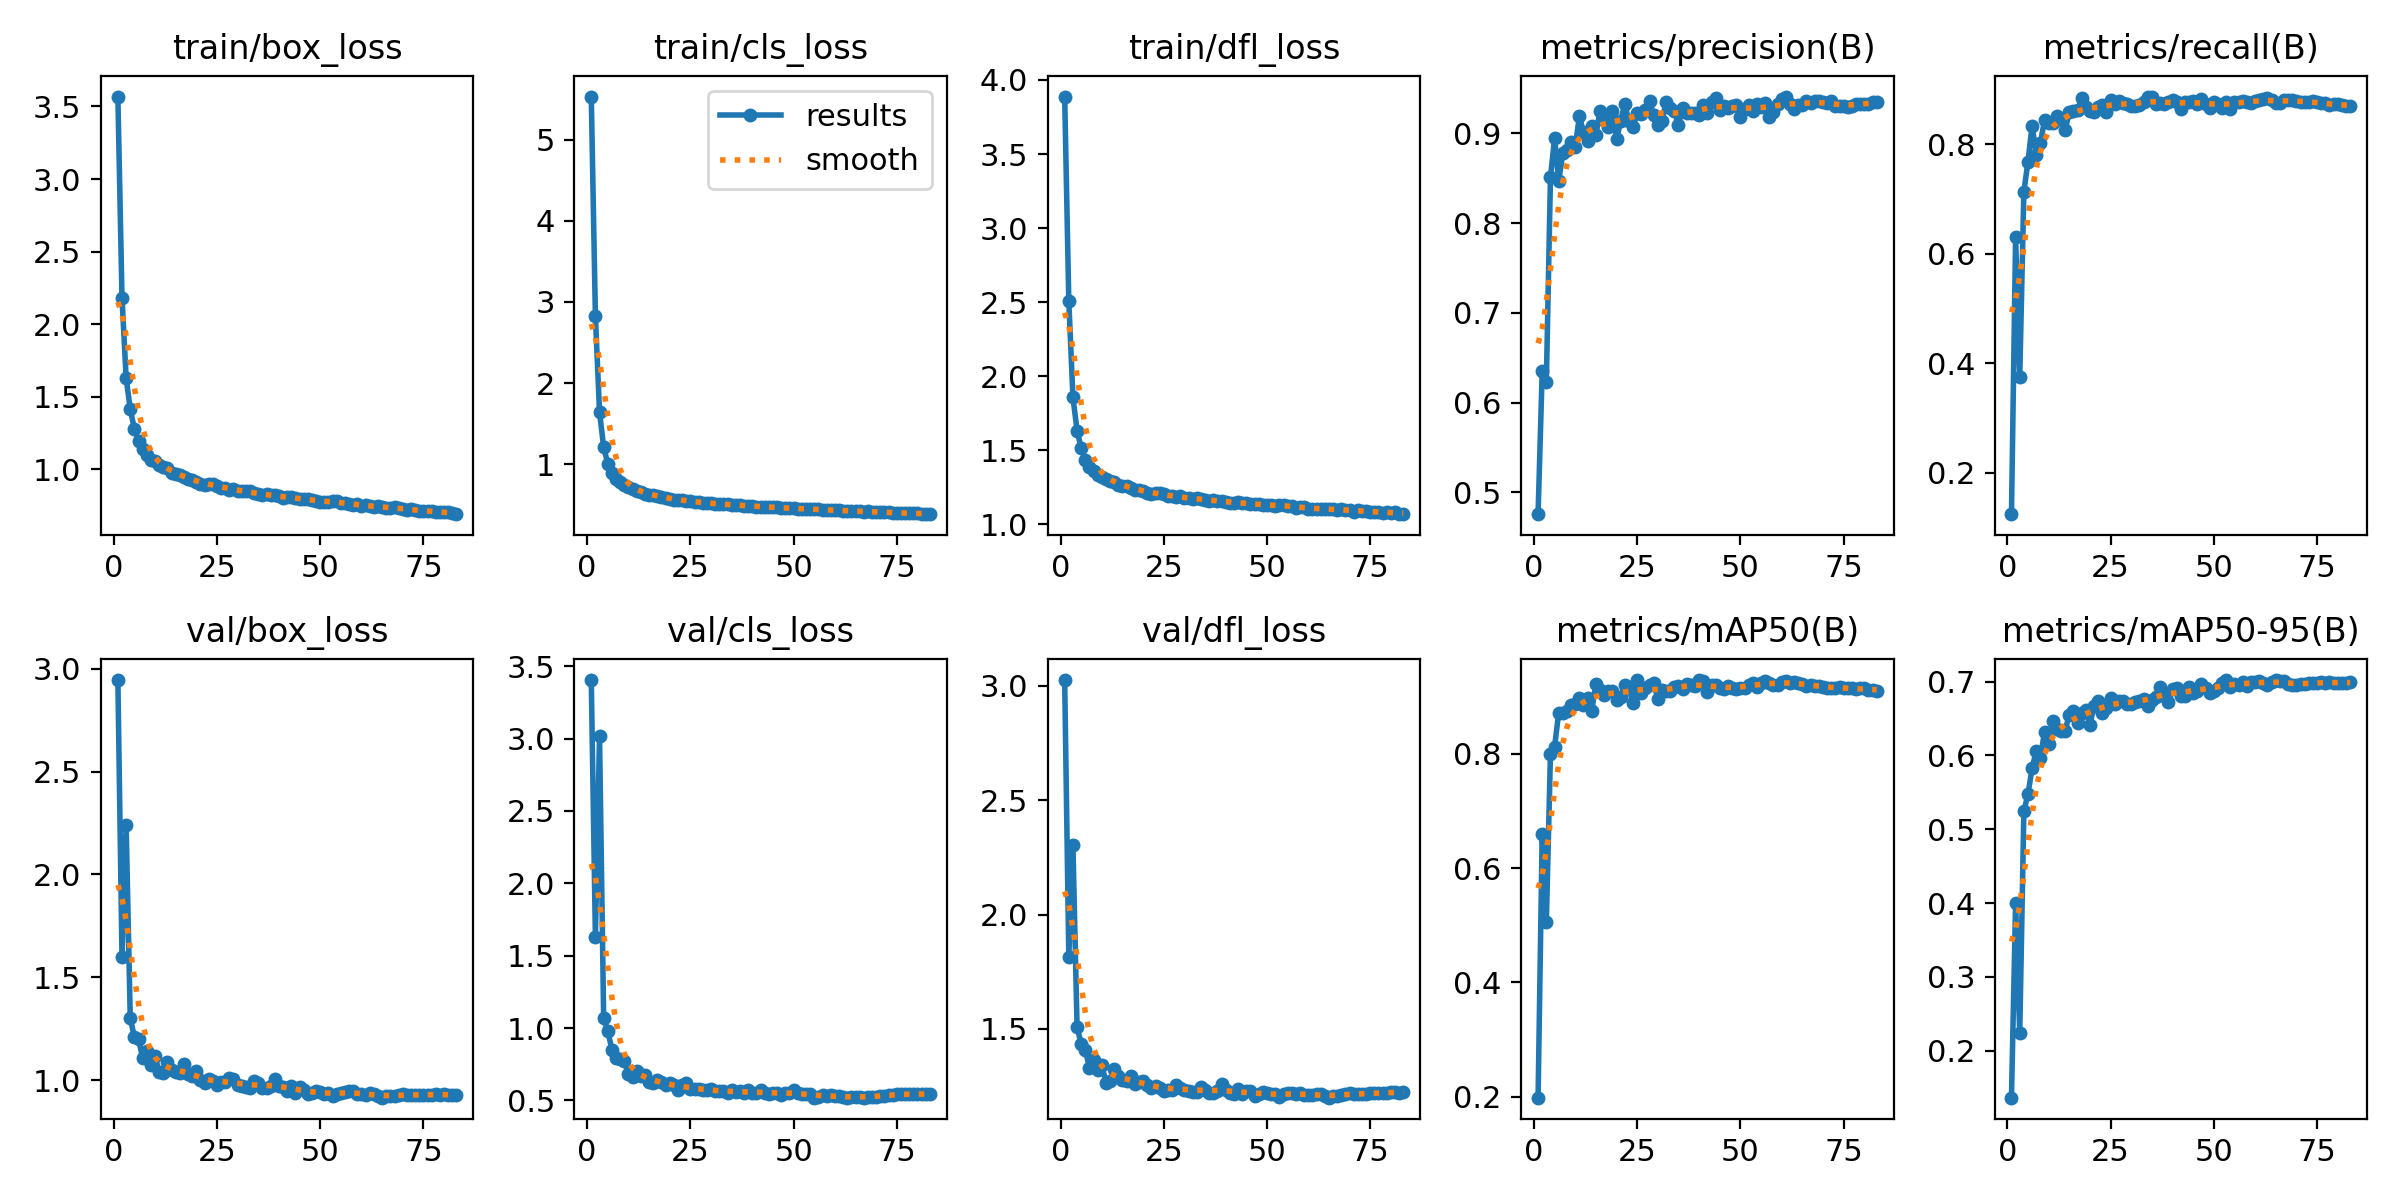 train/box_loss
3.5
3.0
2.5
2.0
1.5
1.0
0 25 50 75
train/cls_loss
results
smooth
5
4
3
2
1
0 25 50 75
train/dfl_loss
4.0
3.5
3.0
2.5
2.0
1.5
1.0
0 25 50 75
metrics/precision(B)
0.9
0.8
0.7
0.6
0.5
0 25 50 75
metrics/recall(B)
0.8
0.6
0.4
0.2
0 25 50 75
val/box_loss
3.0
2.5
2.0
1.5
1.0
0 25 50 75
val/cls_loss
3.5
3.0
2.5
2.0
1.5
1.0
0.5
0 25 50 75
val/dfl_loss
3.0
2.5
2.0
1.5
0 25 50 75
metrics/mAP50(B)
0.8
0.6
0.4
0.2
0 25 50 75
metrics/mAP50-95(B)
0.7
0.6
0.5
0.4
0.3
0.2
0 25 50 75